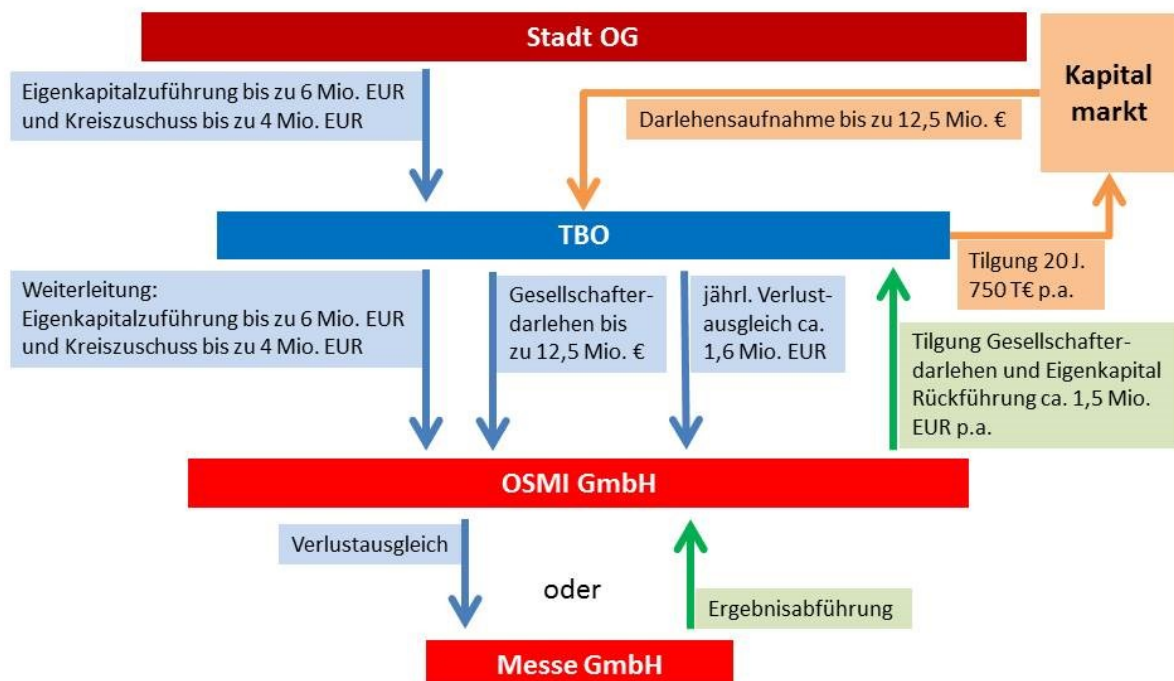 Stadt OG
Kapital
markt
Eigenkapitalzuführung bis zu 6 Mio. EUR
und Kreiszuschuss bis zu 4 Mio. EUR
Darlehensaufnahme bis zu 12,5 Mio. €
TBO
Tilgung 20 J.
750 T€ p.a.
Weiterleitung:
Eigenkapitalzuführung bis zu 6 Mio. EUR
und Kreiszuschuss bis zu 4 Mio. EUR
Gesellschafter-
darlehen bis
zu 12,5 Mio. €
jährl. Verlust-
ausgleich ca.
1,6 Mio. EUR
Tilgung Gesellschafter-
darlehen und Eigenkapital
Rückführung ca. 1,5 Mio.
EUR p.a.
OSMI GmbH
Verlustausgleich
oder
Ergebnisabführung
Messe GmbH